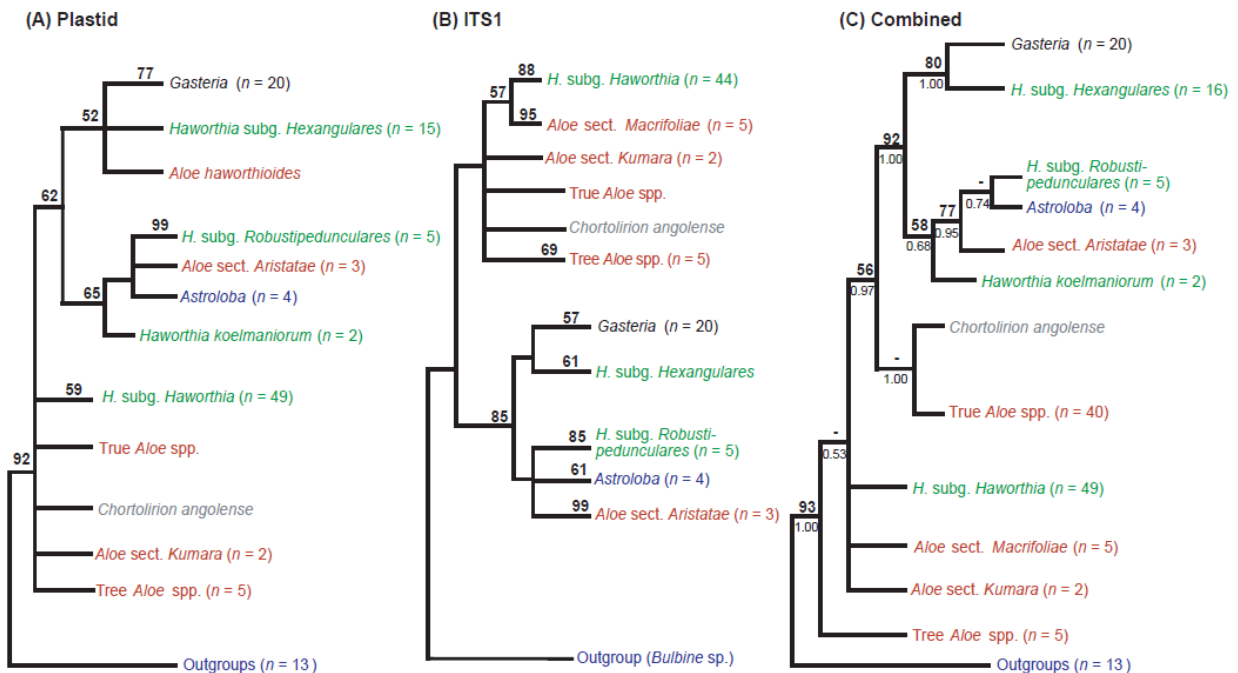 (A) Plastid
77
Gasteria (n = 20)
52
Haworthia subg. Hexangulares (n = 15)
Aloe haworthioides
62
99
H. subg. Robustipedunculares (n = 5)
Aloe sect. Aristatae (n = 3)
65
Astroloba (n = 4)
Haworthia koelmaniorum (n = 2)
59
H. subg. Haworthia (n = 49)
True Aloe spp.
92
Chortolirion angolense
Aloe sect. Kumara (n = 2)
Tree Aloe spp. (n = 5)
Outgroups (n = 13)
(B) ITS1
88
H. subg. Haworthia (n = 44)
57
95
Aloe sect. Macrifoliae (n = 5)
Aloe sect. Kumara (n = 2)
True Aloe spp.
Chortolirion angolense
69
Tree Aloe spp. (n = 5)
57
Gasteria (n = 20)
61
H. subg. Hexangulares
85
85
H. subg. Robusti-
pedunculares (n = 5)
61
Astroloba (n = 4)
99
Aloe sect. Aristatae (n = 3)
Outgroup (Bulbine sp.)
(C) Combined
Gasteria (n = 20)
80
1.00
H. subg. Hexangulares (n = 16)
92
1.00
H. subg. Robusti-
pedunculares (n = 5)
-
0.74
Astroloba (n = 4)
77
0.95
58
0.68
Aloe sect. Aristatae (n = 3)
Haworthia koelmaniorum (n = 2)
56
0.97
Chortolirion angolense
-
1.00
True Aloe spp. (n = 40)
-
0.53
H. subg. Haworthia (n = 49)
93
1.00
Aloe sect. Macrifoliae (n = 5)
Aloe sect. Kumara (n = 2)
Tree Aloe spp. (n = 5)
Outgroups (n = 13)